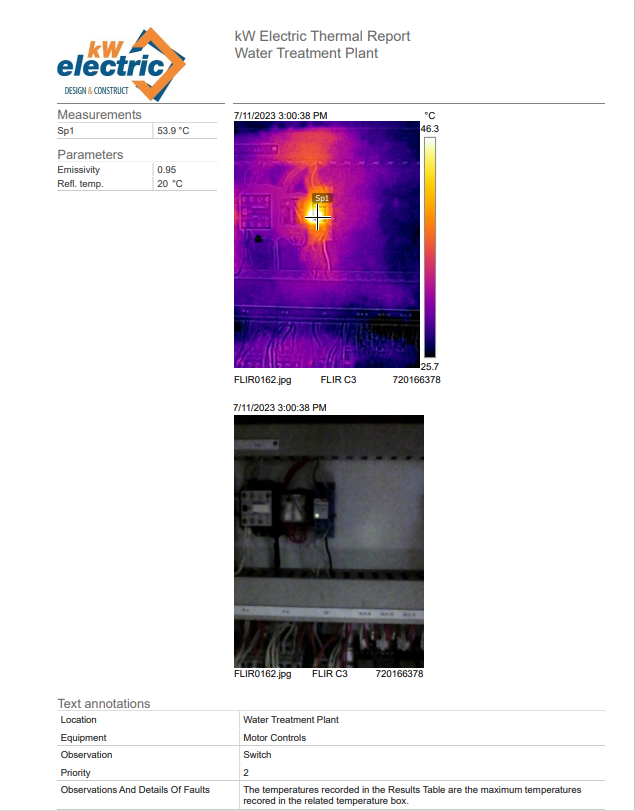 kW
electric
DESIGN & CONSTRUCT
kW Electric Thermal Report
Water Treatment Plant
Measurements
Sp1 53.9 °C
Parameters
Emissivity 0.95
Refl. temp. 20 °C
7/11/2023 3:00:38 PM
°C
46.3
Sp1
25.7
FLIR0162.jpg FLIR C3 720166378
7/11/2023 3:00:38 PM
FLIR0162.jpg FLIR C3 720166378
Text annotations
Location Water Treatment Plant
Equipment Motor Controls
Observation Switch
Priority 2
Observations And Details Of Faults The temperatures recorded in the Results Table are the maximum temperatures
recored in the related temperature box.